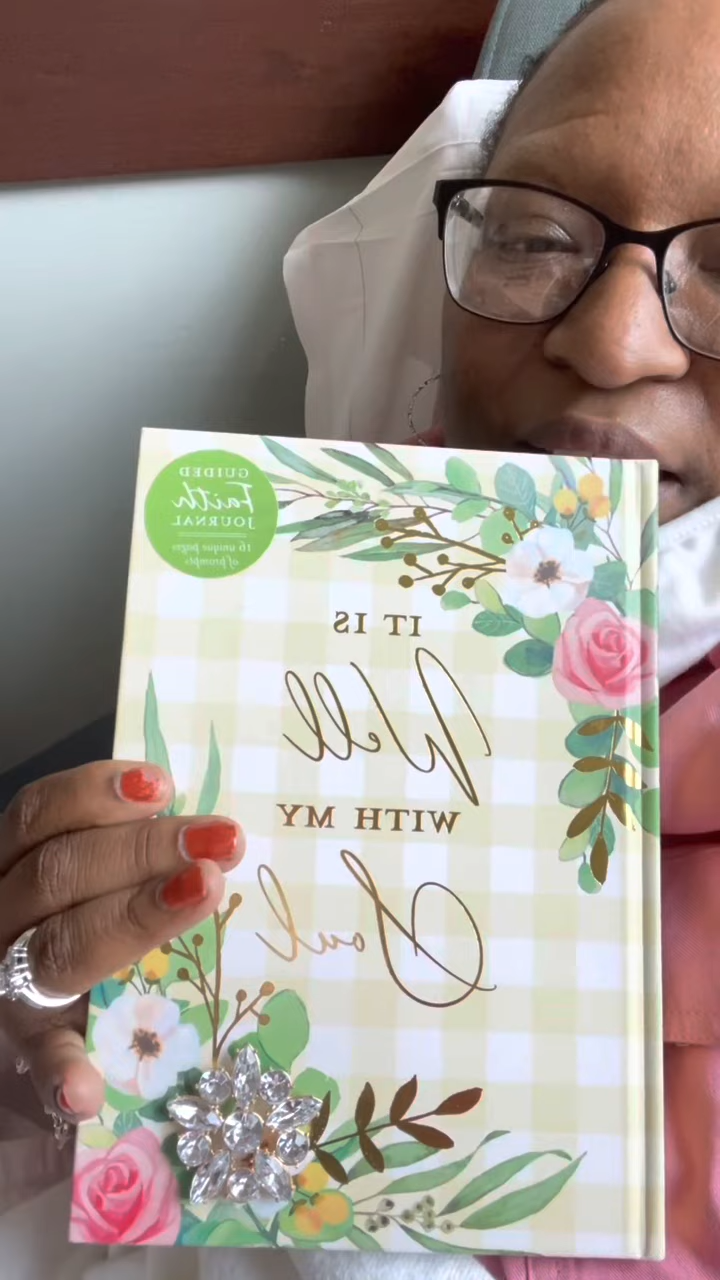 GUIDED
Faith
JOURNAL
16 unique pages
of prompts
IT IS
Well
WITH MY
Soul